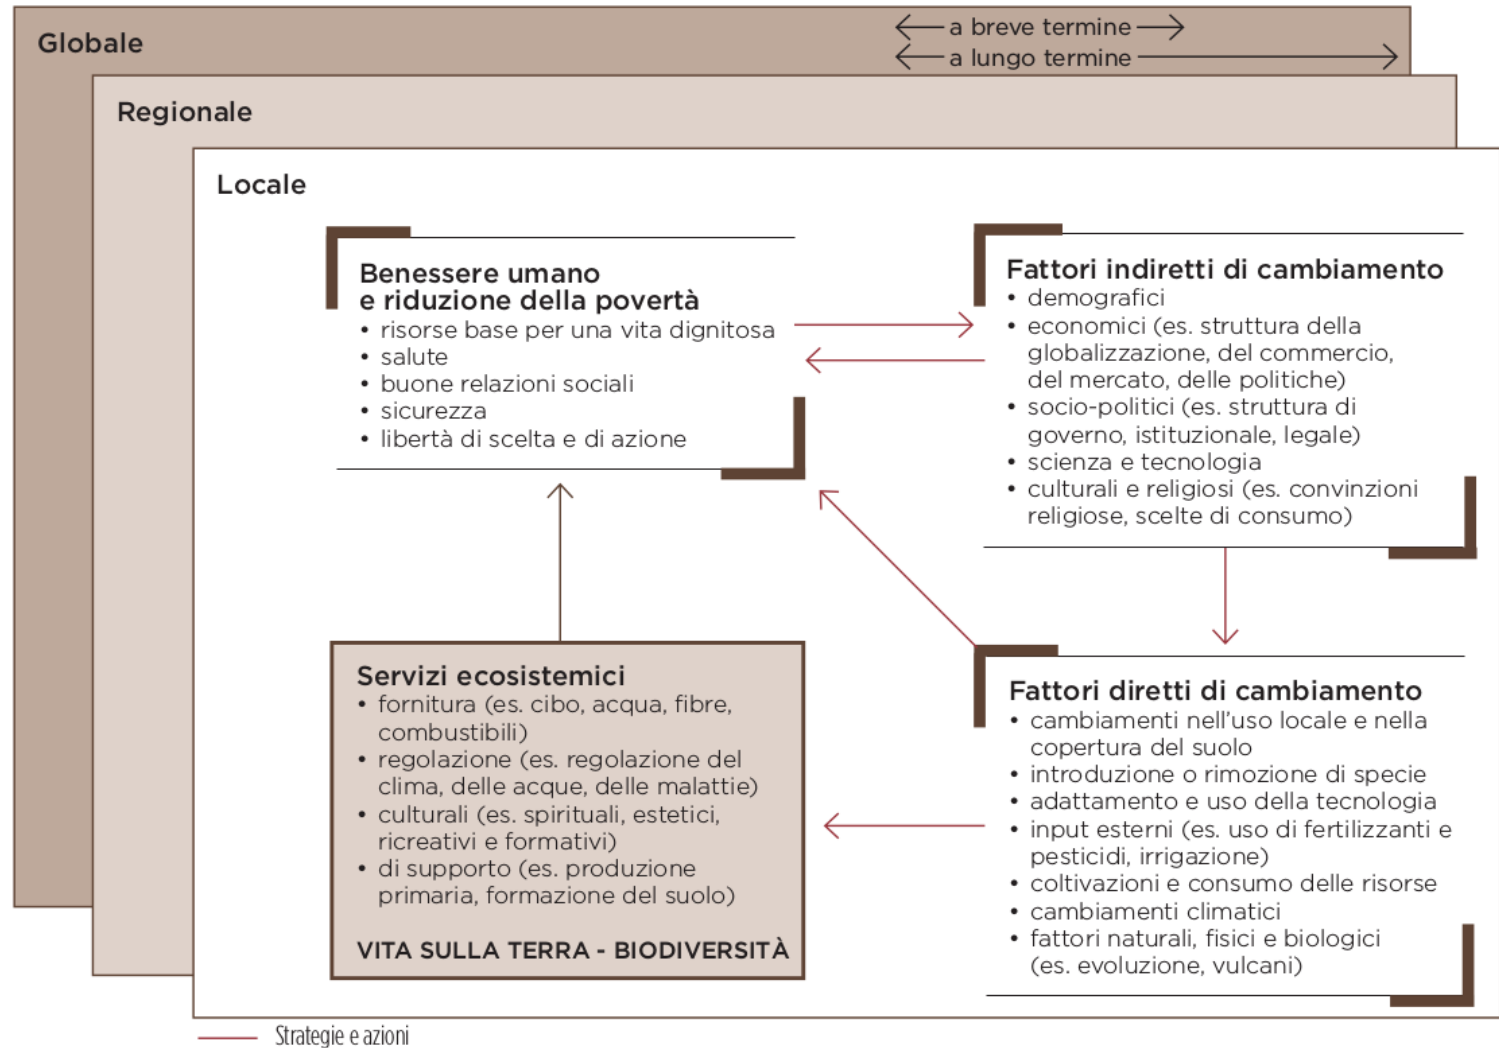 Globale
a breve termine
a lungo termine
Regionale
Locale
Benessere umano
e riduzione della povertà
• risorse base per una vita dignitosa
• salute
• buone relazioni sociali
• sicurezza
• libertà di scelta e di azione
Fattori indiretti di cambiamento
• demografici
• economici (es. struttura della
globalizzazione, del commercio,
del mercato, delle politiche)
• socio-politici (es. struttura di
governo, istituzionale, legale)
• scienza e tecnologia
• culturali e religiosi (es. convinzioni
religiose, scelte di consumo)
Servizi ecosistemici
• fornitura (es. cibo, acqua, fibre,
combustibili)
• regolazione (es. regolazione del
clima, delle acque, delle malattie)
• culturali (es. spirituali, estetici,
ricreativi e formativi)
• di supporto (es. produzione
primaria, formazione del suolo)
VITA SULLA TERRA - BIODIVERSITÀ
Fattori diretti di cambiamento
• cambiamenti nell'uso locale e nella
copertura del suolo
• introduzione o rimozione di specie
• adattamento e uso della tecnologia
• input esterni (es. uso di fertilizzanti e
pesticidi, irrigazione)
• coltivazioni e consumo delle risorse
• cambiamenti climatici
• fattori naturali, fisici e biologici
(es. evoluzione, vulcani)
Strategie e azioni